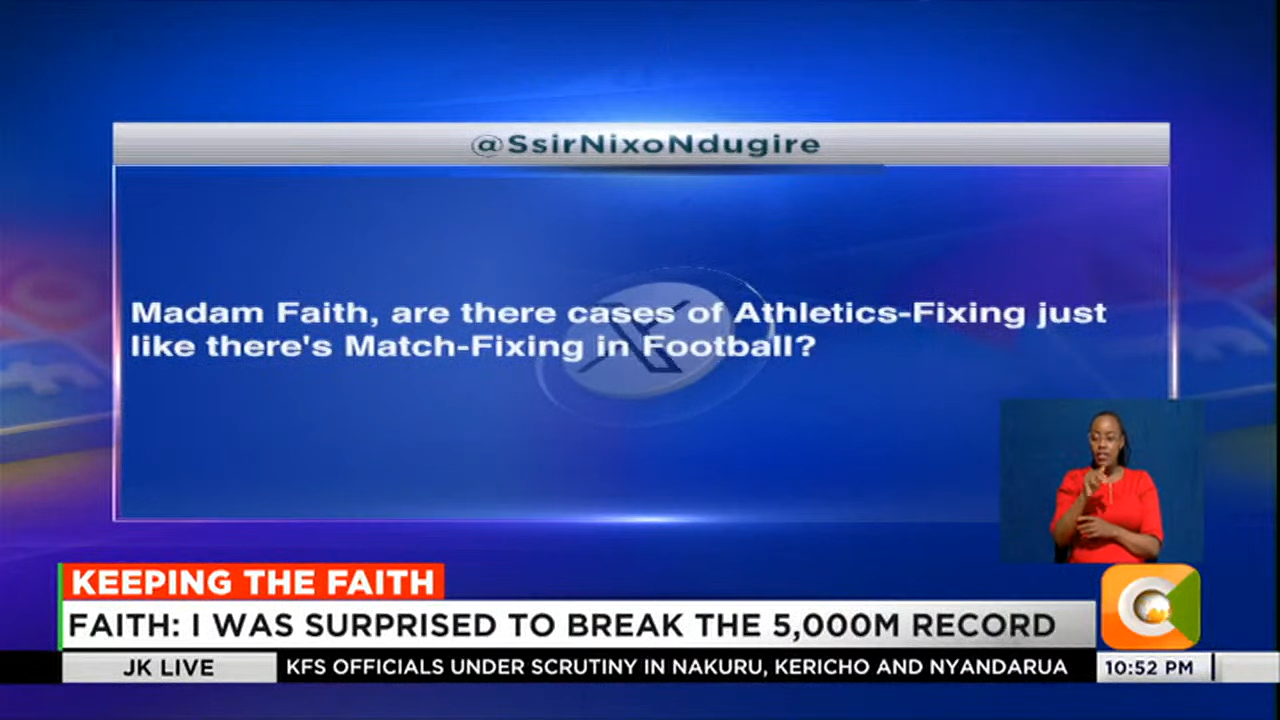 @SsirNixoNdugire
Madam Faith, are there cases of Athletics-Fixing just
like there's Match-Fixing in Football?
KEEPING THE FAITH
FAITH: I WAS SURPRISED TO BREAK THE 5,000M RECORD
JK LIVE
KFS OFFICIALS UNDER SCRUTINY IN NAKURU, KERICHO AND NYANDARUA
10:52 PM